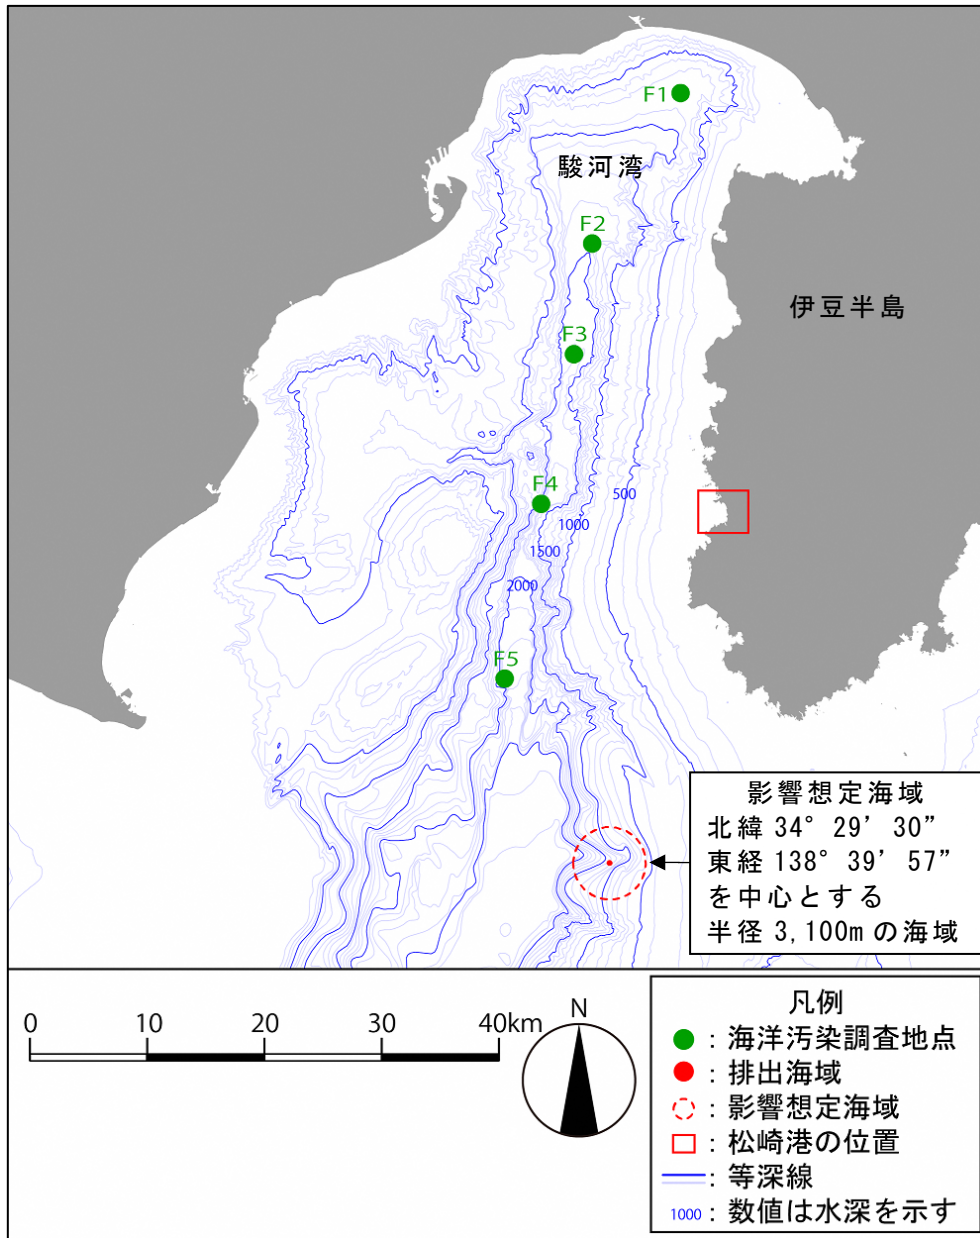 F1
駿河湾
F2
伊豆半島
F3
F4
500
1000
1500
2000
F5
影響想定海域
北緯 34° 29’ 30”
東経 138° 39’ 57”
を中心とする
半径 3,100m の海域
0 10 20 30 40km
N
凡例
：海洋汚染調査地点
：排出海域
：影響想定海域
：松崎港の位置
：等深線
1000：数値は水深を示す